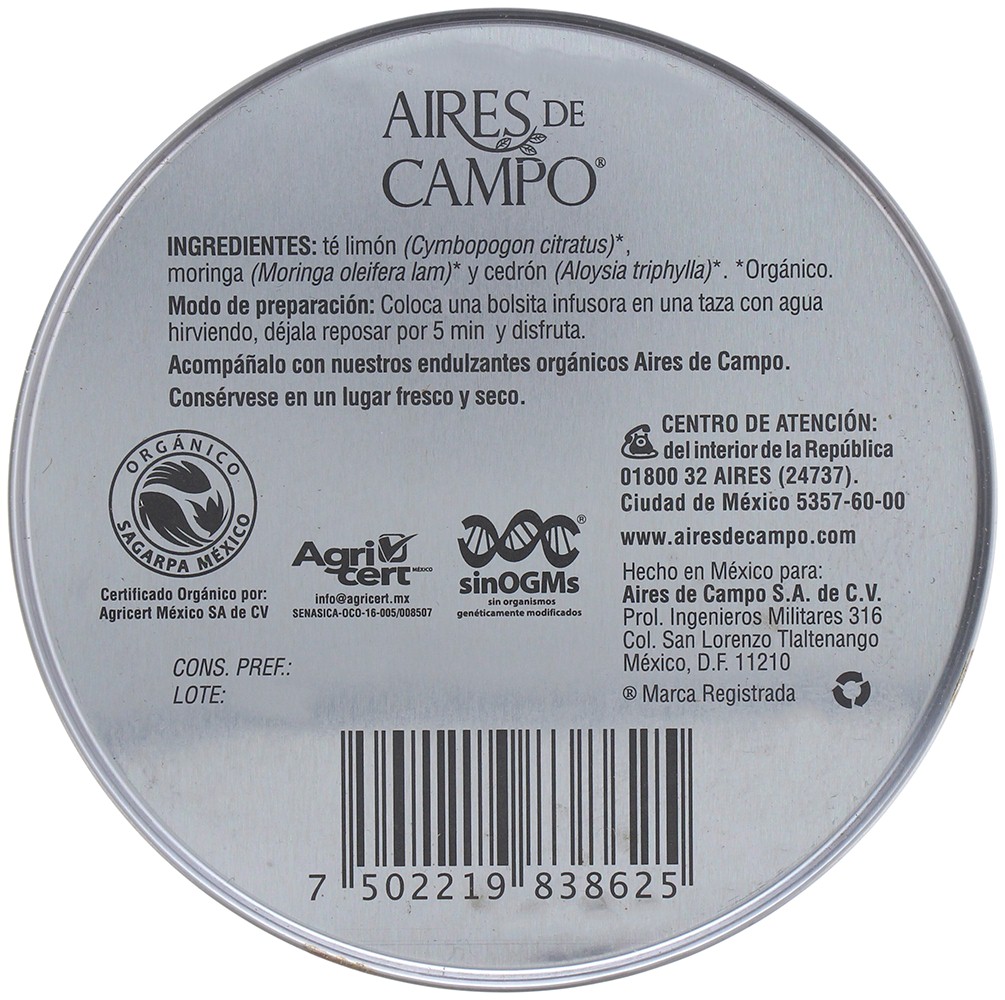 AIRES DE
CAMPO®
INGREDIENTES: té limón (Cymbopogon citratus)*,
moringa (Moringa oleifera lam)* y cedrón (Aloysia triphylla)*. *Orgánico.
Modo de preparación: Coloca una bolsita infusora en una taza con agua
hirviendo, déjala reposar por 5 min y disfruta.
Acompáñalo con nuestros endulzantes orgánicos Aires de Campo.
Consérvese en un lugar fresco y seco.
ORGÁNICO
SAGARPA MÉXICO
Certificado Orgánico por:
Agricert México SA de CV
Agri
cert MÉXICO
info@agricert.mx
SENASICA-OCO-16-005/008507
®
sinOGMs
sin organismos
genéticamente modificados
CENTRO DE ATENCIÓN:
del interior de la República
01800 32 AIRES (24737).
Ciudad de México 5357-60-00
www.airesdecampo.com
Hecho en México para:
Aires de Campo S.A. de C.V.
Prol. Ingenieros Militares 316
Col. San Lorenzo Tlaltenango
México, D.F. 11210
® Marca Registrada
CONS. PREF.:
LOTE:
7 502219 838625